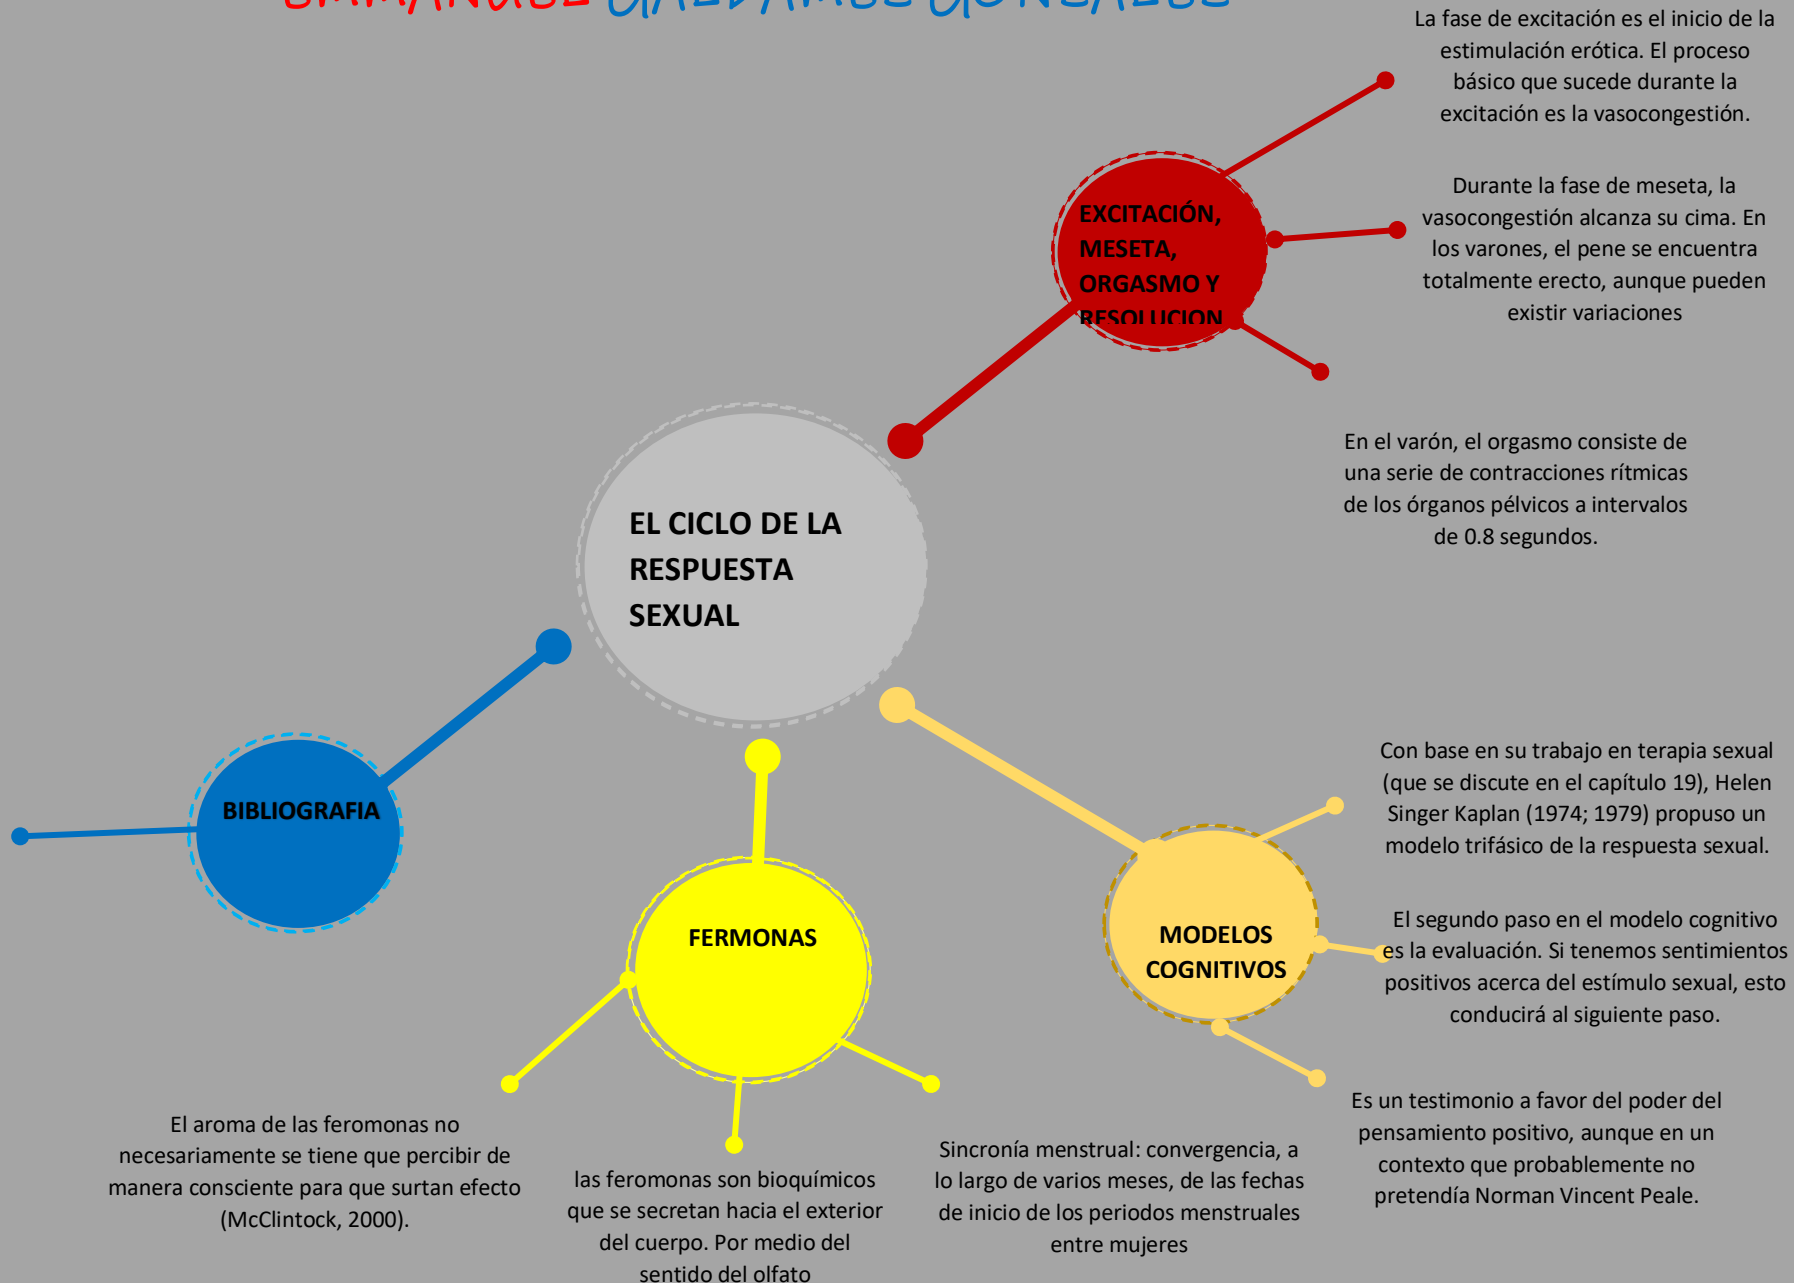 EMMANUEL GALDAMEZ GONZALEZ
La fase de excitación es el inicio de la
estimulación erótica. El proceso
básico que sucede durante la
excitación es la vasocongestión.
EXCITACIÓN,
MESETA,
ORGASMO Y
RESOLUCION
Durante la fase de meseta, la
vasocongestión alcanza su cima. En
los varones, el pene se encuentra
totalmente erecto, aunque pueden
existir variaciones
En el varón, el orgasmo consiste de
una serie de contracciones rítmicas
de los órganos pélvicos a intervalos
de 0.8 segundos.
EL CICLO DE LA
RESPUESTA
SEXUAL
BIBLIOGRAFIA
FERMONAS
MODELOS
COGNITIVOS
Con base en su trabajo en terapia sexual
(que se discute en el capítulo 19), Helen
Singer Kaplan (1974; 1979) propuso un
modelo trifásico de la respuesta sexual.
El segundo paso en el modelo cognitivo
es la evaluación. Si tenemos sentimientos
positivos acerca del estímulo sexual, esto
conducirá al siguiente paso.
Es un testimonio a favor del poder del
pensamiento positivo, aunque en un
contexto que probablemente no
pretendía Norman Vincent Peale.
El aroma de las feromonas no
necesariamente se tiene que percibir de
manera consciente para que surtan efecto
(McClintock, 2000).
las feromonas son bioquímicos
que se secretan hacia el exterior
del cuerpo. Por medio del
sentido del olfato
Sincronía menstrual: convergencia, a
lo largo de varios meses, de las fechas
de inicio de los periodos menstruales
entre mujeres